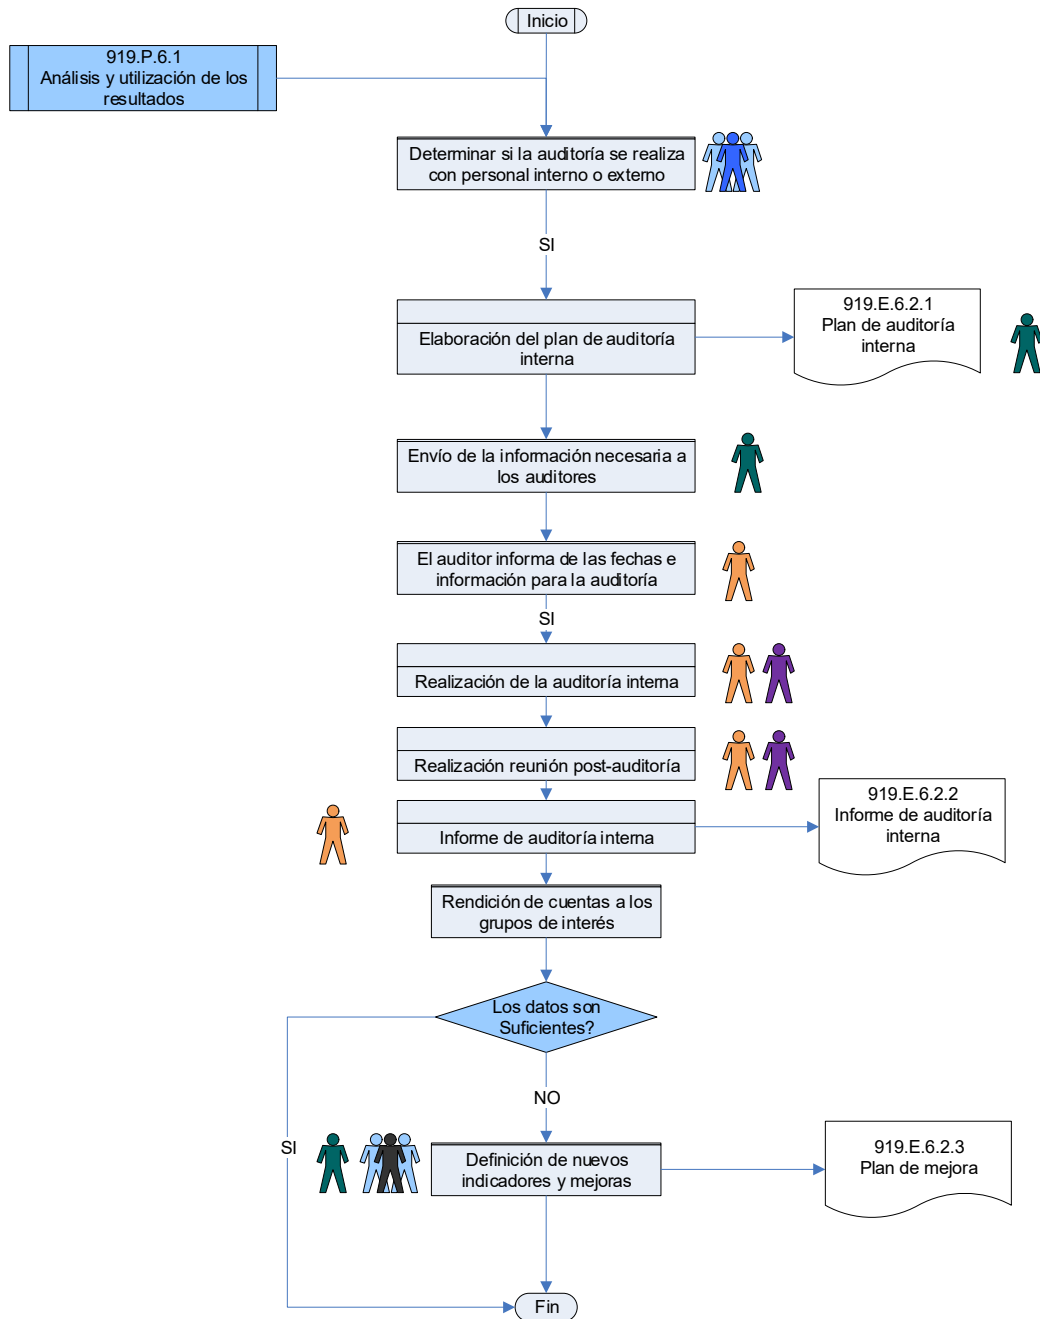 Inicio
919.P.6.1
Análisis y utilización de los
resultados
Determinar si la auditoría se realiza
con personal interno o externo
SI
919.E.6.2.1
Plan de auditoría
interna
Elaboración del plan de auditoría
interna
Envío de la información necesaria a
los auditores
El auditor informa de las fechas e
información para la auditoría
SI
Realización de la auditoría interna
Realización reunión post-auditoría
919.E.6.2.2
Informe de auditoría
interna
Informe de auditoría interna
Rendición de cuentas a los
grupos de interés
Los datos son
Suficientes?
NO
SI
919.E.6.2.3
Plan de mejora
Definición de nuevos
indicadores y mejoras
Fin